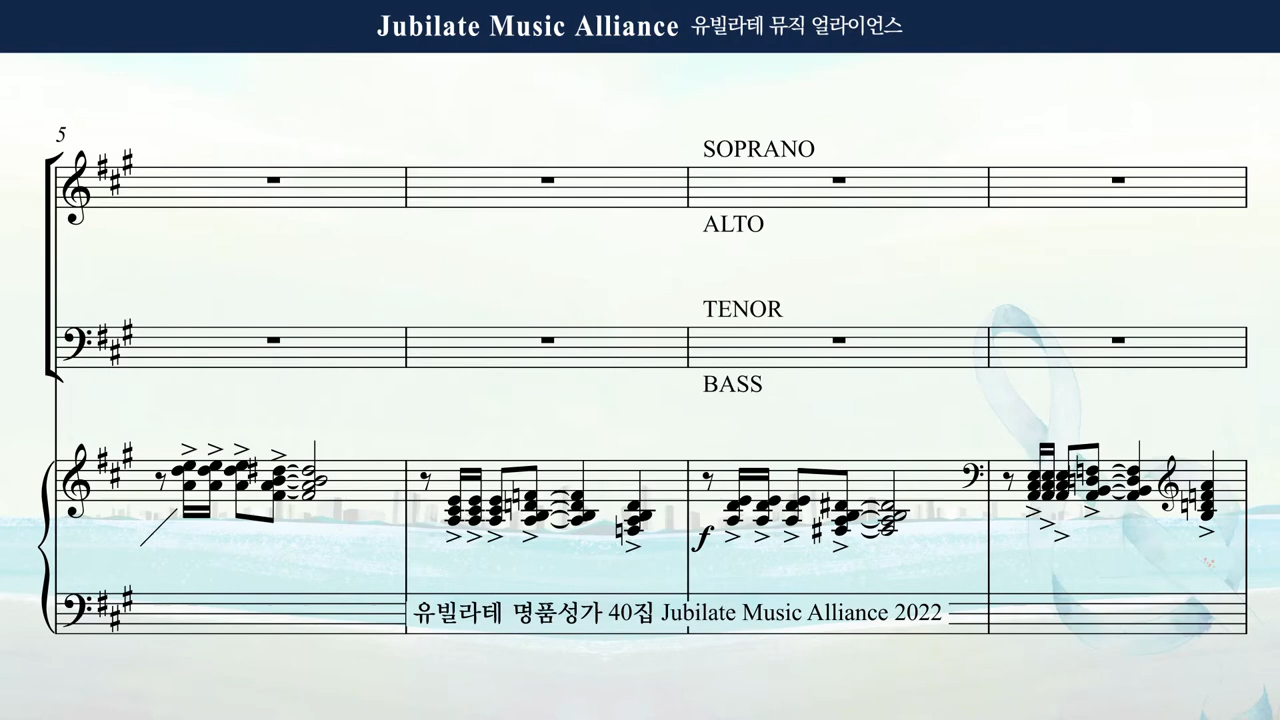 Jubilate Music Alliance 유빌라테 뮤직 얼라이언스
5
SOPRANO
ALTO
TENOR
BASS
f
유빌라테 명품성가 40집 Jubilate Music Alliance 2022